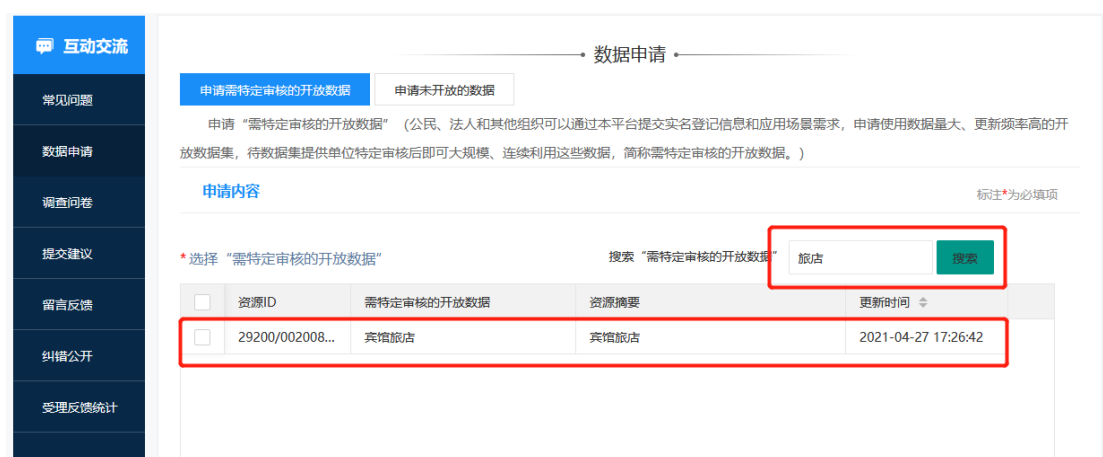 互动交流
常见问题
数据申请
调查问卷
提交建议
留言反馈
纠错公开
受理反馈统计
数据申请
申请需特定审核的开放数据 申请未开放的数据
申请“需特定审核的开放数据”（公民、法人和其他组织可以通过本平台提交实名登记信息和应用场景需求，申请使用数据量大、更新频率高的开
放数据集，待数据集提供单位特定审核后即可大规模、连续利用这些数据，简称需特定审核的开放数据。）
申请内容 标注*为必填项
*选择“需特定审核的开放数据” 搜索“需特定审核的开放数据” 旅店 搜索
资源ID 需特定审核的开放数据 资源摘要 更新时间
29200/002008... 宾馆旅店 宾馆旅店 2021-04-27 17:26:42